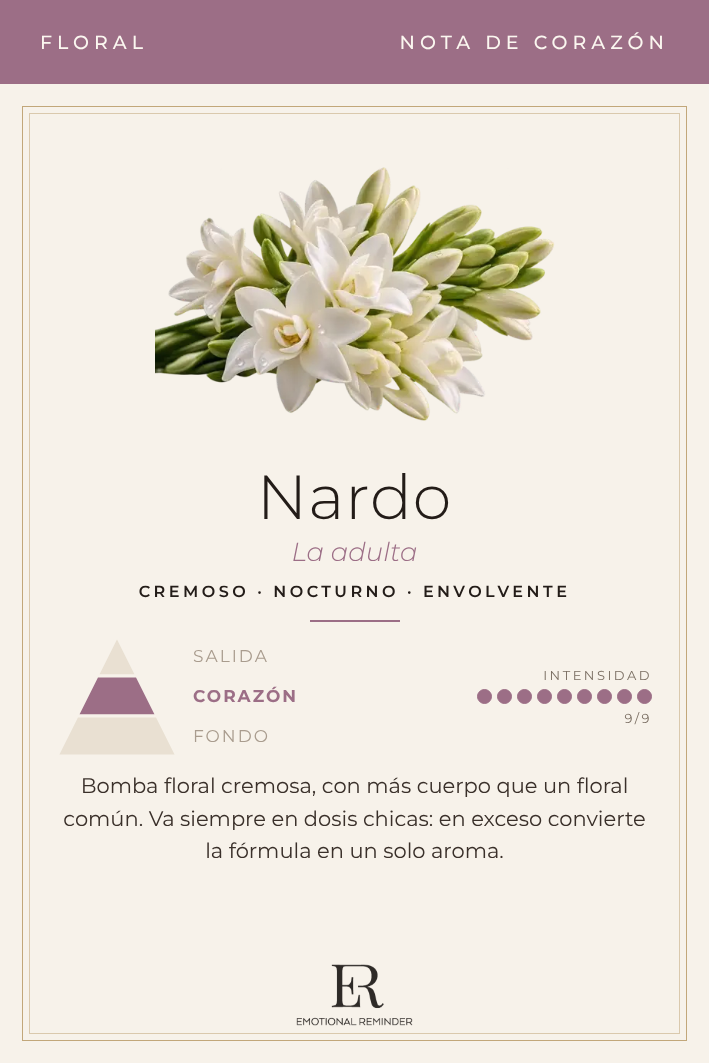 FLORAL
NOTA DE CORAZÓN
Nardo
La adulta
CREMOSO · NOCTURNO · ENVOLVENTE
SALIDA
CORAZÓN
FONDO
INTENSIDAD
9/9
Bomba floral cremosa, con más cuerpo que un floral
común. Va siempre en dosis chicas: en exceso convierte
la fórmula en un solo aroma.
ER
EMOTIONAL REMINDER